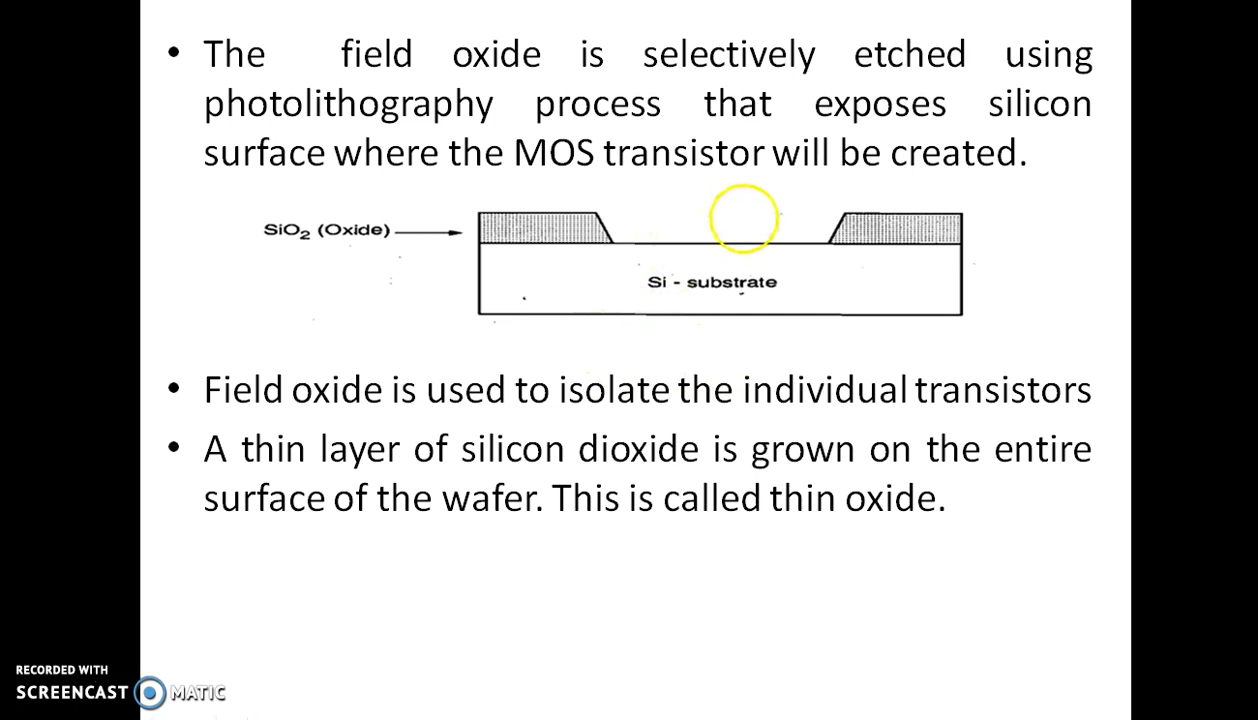 • The field oxide is selectively etched using
photolithography process that exposes silicon
surface where the MOS transistor will be created.
SiO₂ (Oxide)
Si - substrate
• Field oxide is used to isolate the individual transistors
• A thin layer of silicon dioxide is grown on the entire
surface of the wafer. This is called thin oxide.
RECORDED WITH
SCREENCAST MATIC